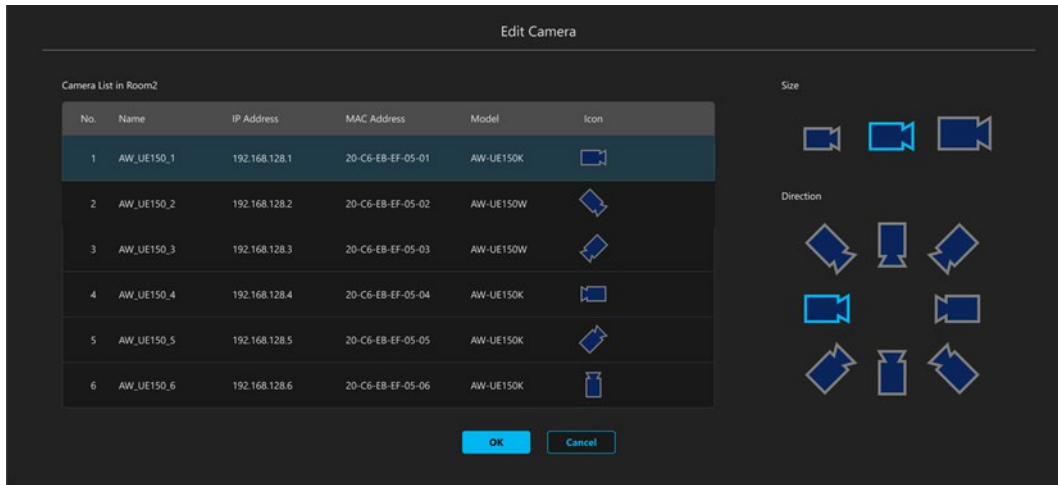 Edit Camera
Camera List in Room2
Size
No. Name IP Address MAC Address Model Icon
1 AW_UE150_1 192.168.128.1 20-C6-EB-EF-05-01 AW-UE150K
2 AW_UE150_2 192.168.128.2 20-C6-EB-EF-05-02 AW-UE150W
Direction
3 AW_UE150_3 192.168.128.3 20-C6-EB-EF-05-03 AW-UE150W
4 AW_UE150_4 192.168.128.4 20-C6-EB-EF-05-04 AW-UE150K
5 AW_UE150_5 192.168.128.5 20-C6-EB-EF-05-05 AW-UE150K
6 AW_UE150_6 192.168.128.6 20-C6-EB-EF-05-06 AW-UE150K
OK Cancel